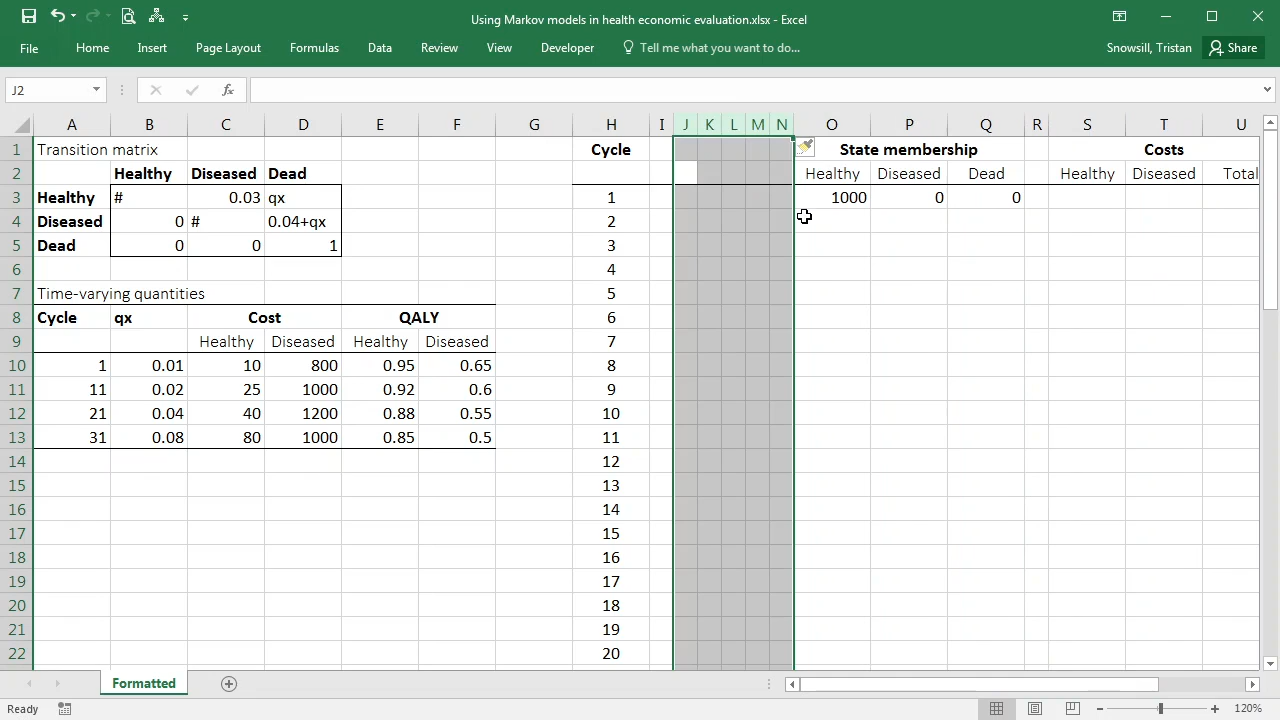 Using Markov models in health economic evaluation.xlsx - Excel
File Home Insert Page Layout Formulas Data Review View Developer Tell me what you want to do... Snowsill, Tristan Share
J2 fx
A B C D E F G H I J K L M N O P Q R S T U
1 Transition matrix Cycle State membership Costs
2 Healthy Diseased Dead Healthy Diseased Dead Healthy Diseased Total
3 Healthy # 0.03 qx 1 1000 0 0
4 Diseased 0 # 0.04+qx 2
5 Dead 0 0 1 3
6 4
7 Time-varying quantities 5
8 Cycle qx Cost QALY 6
9 Healthy Diseased Healthy Diseased 7
10 1 0.01 10 800 0.95 0.65 8
11 11 0.02 25 1000 0.92 0.6 9
12 21 0.04 40 1200 0.88 0.55 10
13 31 0.08 80 1000 0.85 0.5 11
14 12
15 13
16 14
17 15
18 16
19 17
20 18
21 19
22 20
Formatted
Ready 120%